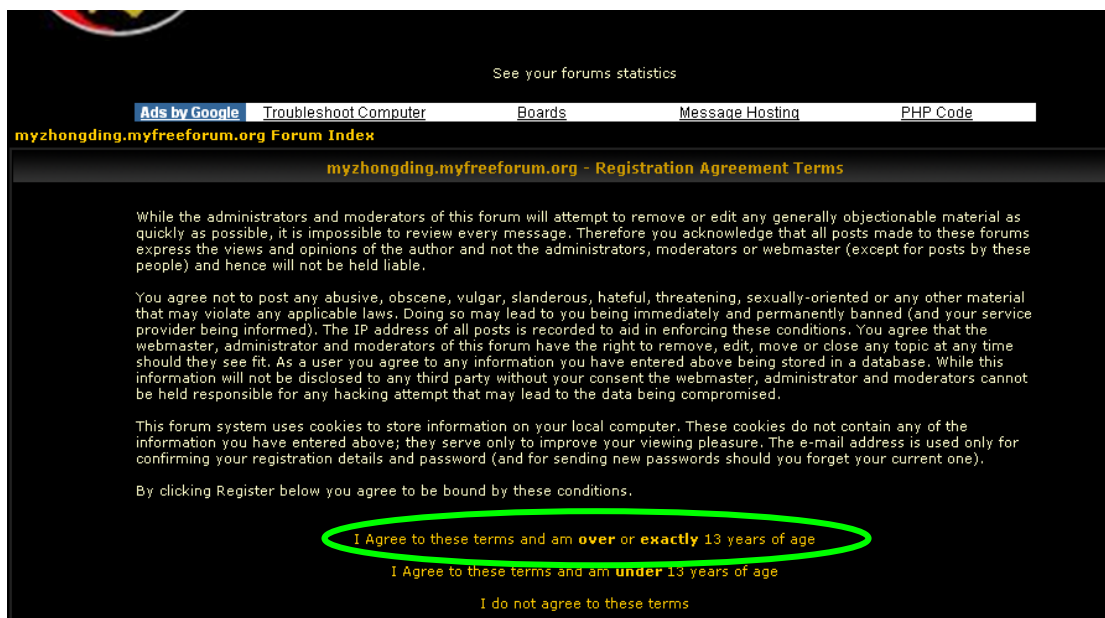 See your forums statistics
Ads by Google Troubleshoot Computer Boards Message Hosting PHP Code
myzhongding.myfreeforum.org Forum Index
myzhongding.myfreeforum.org - Registration Agreement Terms
While the administrators and moderators of this forum will attempt to remove or edit any generally objectionable material as
quickly as possible, it is impossible to review every message. Therefore you acknowledge that all posts made to these forums
express the views and opinions of the author and not the administrators, moderators or webmaster (except for posts by these
people) and hence will not be held liable.
You agree not to post any abusive, obscene, vulgar, slanderous, hateful, threatening, sexually-oriented or any other material
that may violate any applicable laws. Doing so may lead to you being immediately and permanently banned (and your service
provider being informed). The IP address of all posts is recorded to aid in enforcing these conditions. You agree that the
webmaster, administrator and moderators of this forum have the right to remove, edit, move or close any topic at any time
should they see fit. As a user you agree to any information you have entered above being stored in a database. While this
information will not be disclosed to any third party without your consent the webmaster, administrator and moderators cannot
be held responsible for any hacking attempt that may lead to the data being compromised.
This forum system uses cookies to store information on your local computer. These cookies do not contain any of the
information you have entered above; they serve only to improve your viewing pleasure. The e-mail address is used only for
confirming your registration details and password (and for sending new passwords should you forget your current one).
By clicking Register below you agree to be bound by these conditions.
I Agree to these terms and am over or exactly 13 years of age
I Agree to these terms and am under 13 years of age
I do not agree to these terms